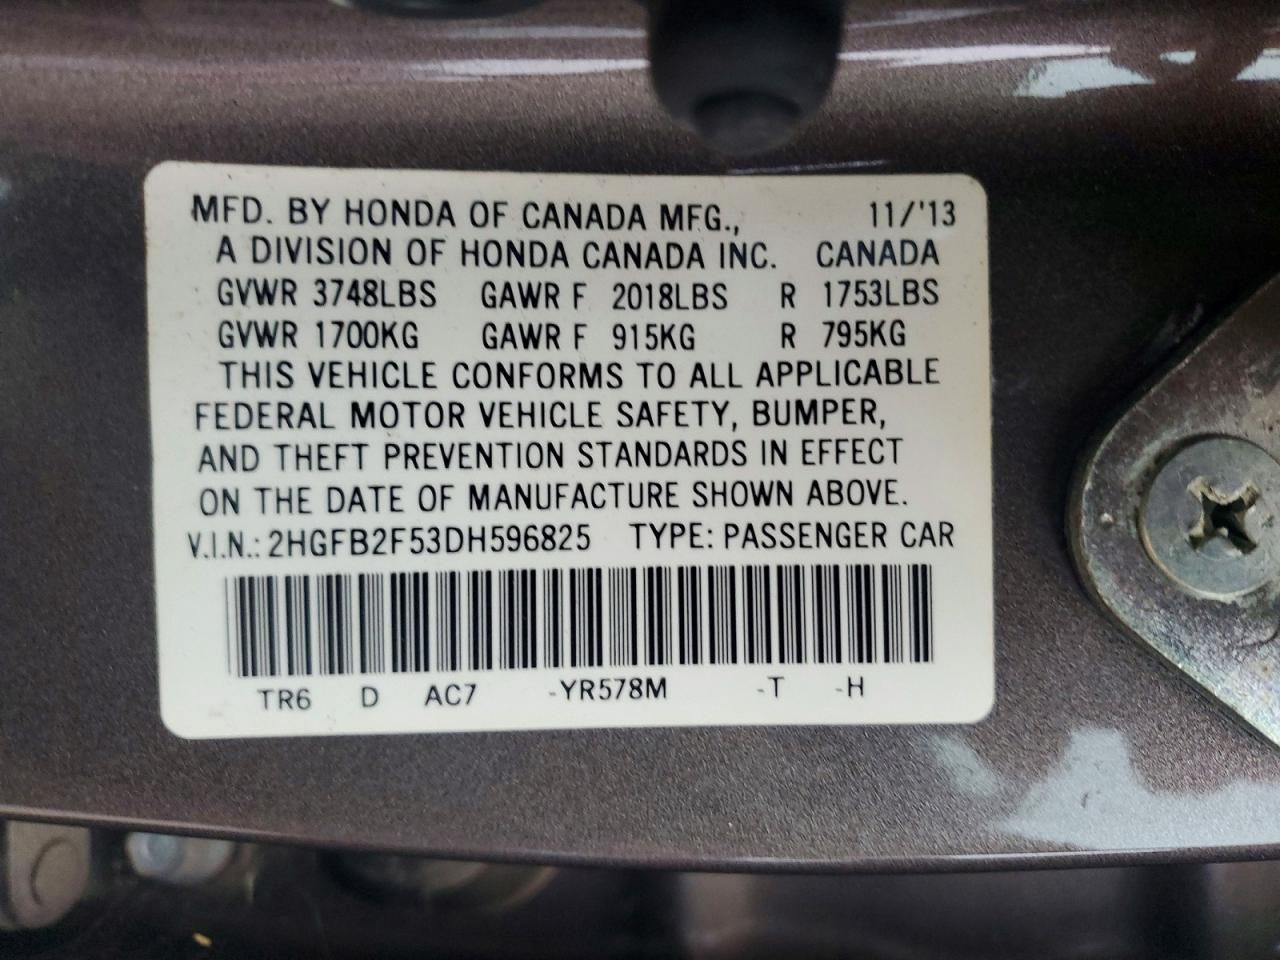 MFD. BY HONDA OF CANADA MFG., 11/'13
A DIVISION OF HONDA CANADA INC. CANADA
GVWR 3748LBS GAWR F 2018LBS R 1753LBS
GVWR 1700KG GAWR F 915KG R 795KG
THIS VEHICLE CONFORMS TO ALL APPLICABLE
FEDERAL MOTOR VEHICLE SAFETY, BUMPER,
AND THEFT PREVENTION STANDARDS IN EFFECT
ON THE DATE OF MANUFACTURE SHOWN ABOVE.
V.I.N.: 2HGFB2F53DH596825 TYPE: PASSENGER CAR
TR6 D AC7 -YR578M -T -H